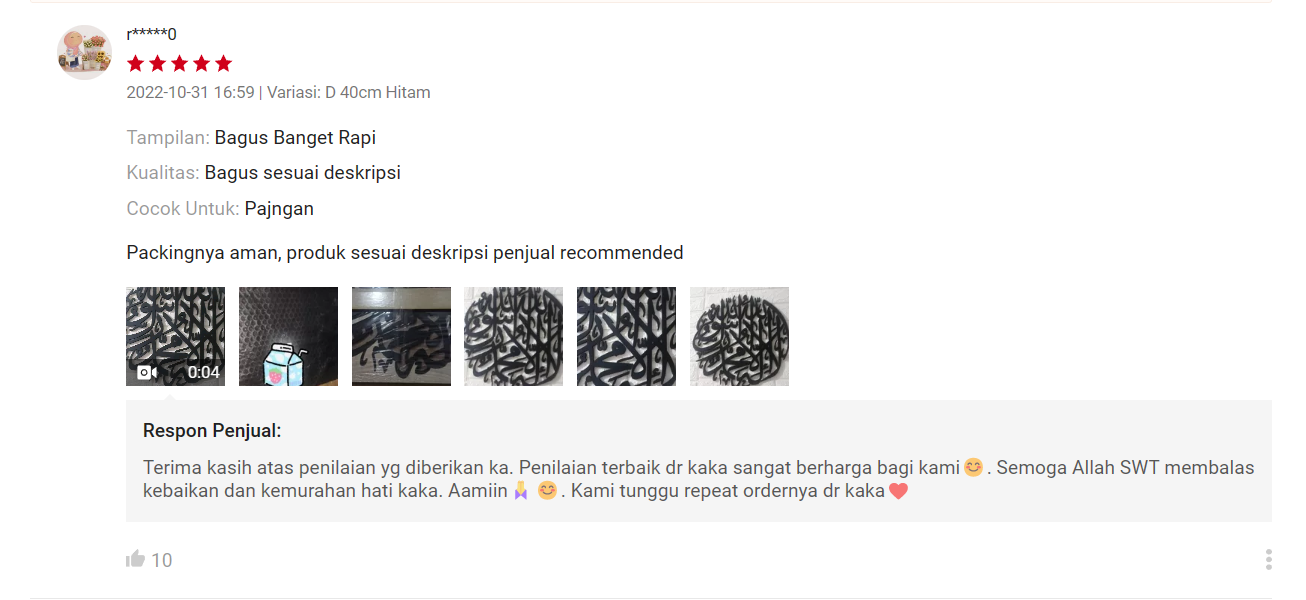 r*****0
2022-10-31 16:59 | Variasi: D 40cm Hitam
Tampilan: Bagus Banget Rapi
Kualitas: Bagus sesuai deskripsi
Cocok Untuk: Pajngan
Packingnya aman, produk sesuai deskripsi penjual recommended
0:04
Respon Penjual:
Terima kasih atas penilaian yg diberikan ka. Penilaian terbaik dr kaka sangat berharga bagi kami😊. Semoga Allah SWT membalas
kebaikan dan kemurahan hati kaka. Aamiin🤲 😊. Kami tunggu repeat ordernya dr kaka❤️
10